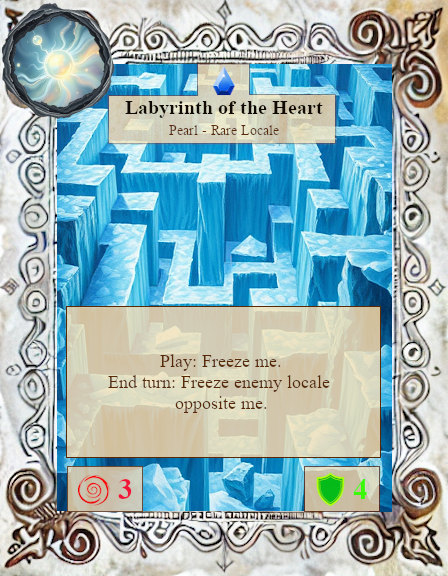 Labyrinth of the Heart
Pearl - Rare Locale
Play: Freeze me.
End turn: Freeze enemy locale
opposite me.
3
4